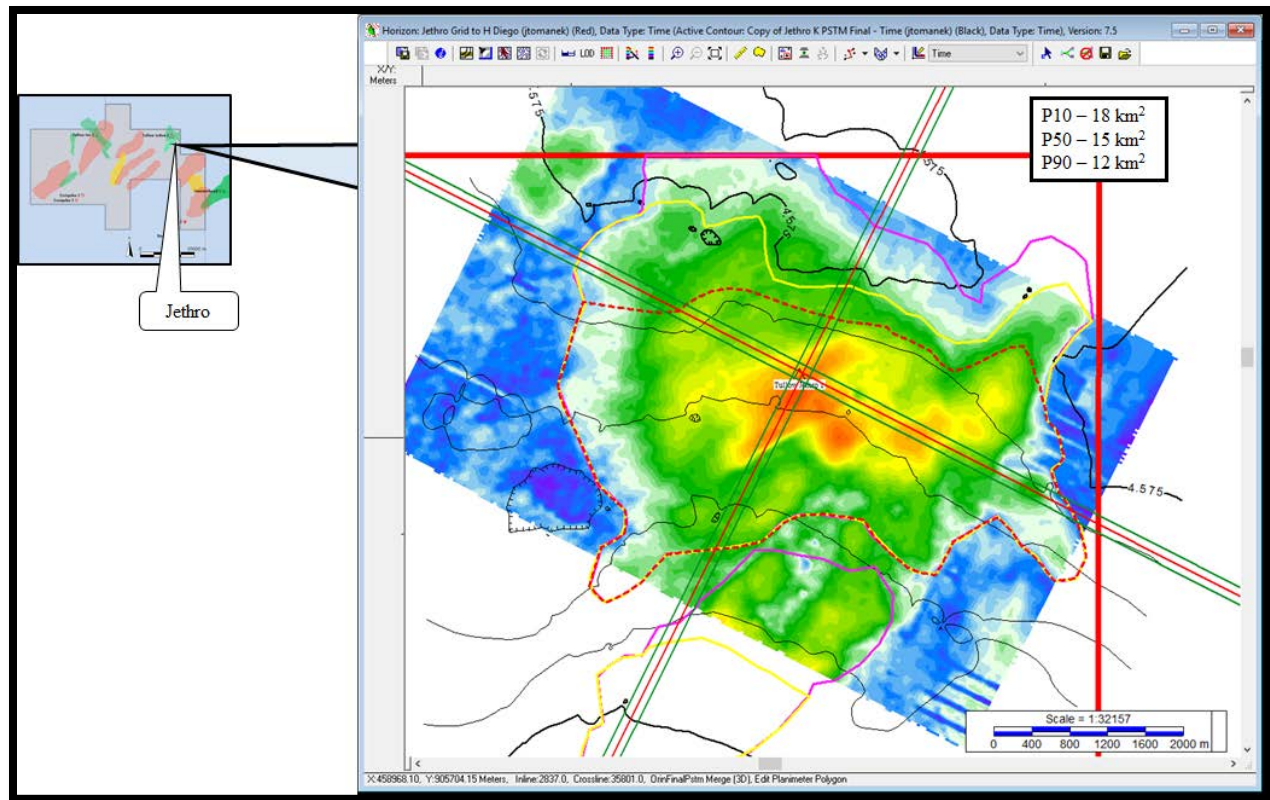 Horizon: Jethro Grid to H Diego (jtomanek) (Red), Data Type: Time (Active Contour: Copy of Jethro K PSTM Final - Time (jtomanek) (Black), Data Type: Time), Version: 7.5
LOD
Time
X/Y:
Meters
P10 – 18 km²
P50 – 15 km²
P90 – 12 km²
4.575
4.575
4.575
4.575
Jethro
Scale = 1:32157
0 400 800 1200 1600 2000 m
X:458968.10, Y:905704.15 Meters, Inline:2837.0, Crossline:35801.0, OrinFinalPstm Merge [3D], Edit Planimeter Polygon